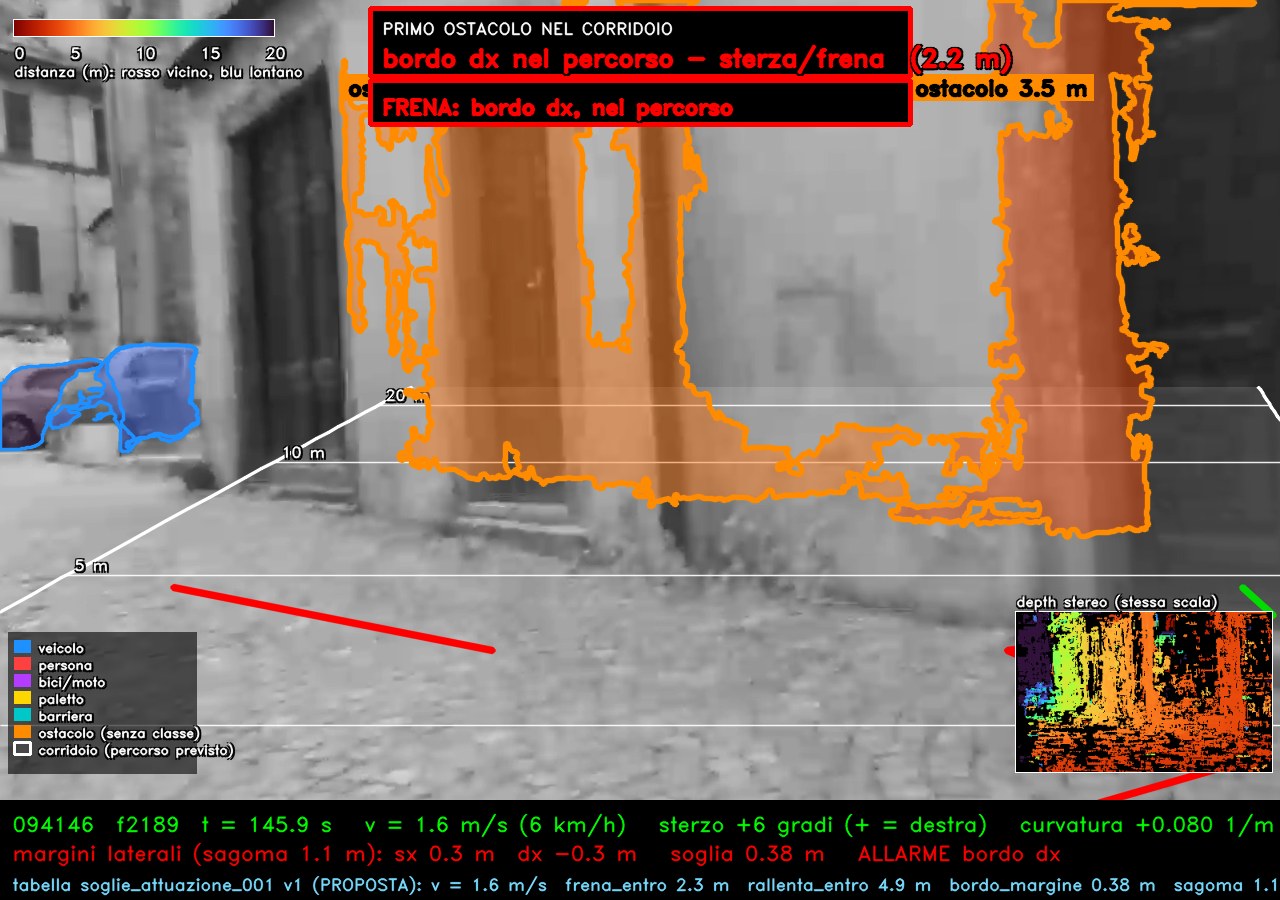 0 5 10 15 20
distanza (m): rosso vicino, blu lontano
PRIMO OSTACOLO NEL CORRIDOIO
bordo dx nel percorso - sterza/frena (2.2 m)
os
ostacolo 3.5 m
FRENA: bordo dx, nel percorso
20 m
10 m
5 m
depth stereo (stessa scala)
veicolo
persona
bici/moto
paletto
barriera
ostacolo (senza classe)
corridoio (percorso previsto)
094146 f2189 t = 145.9 s v = 1.6 m/s (6 km/h) sterzo +6 gradi (+ = destra) curvatura +0.080 1/m
margini laterali (sagoma 1.1 m): sx 0.3 m dx -0.3 m soglia 0.38 m ALLARME bordo dx
tabella soglie_attuazione_001 v1 (PROPOSTA): v = 1.6 m/s frena_entro 2.3 m rallenta_entro 4.9 m bordo_margine 0.38 m sagoma 1.1